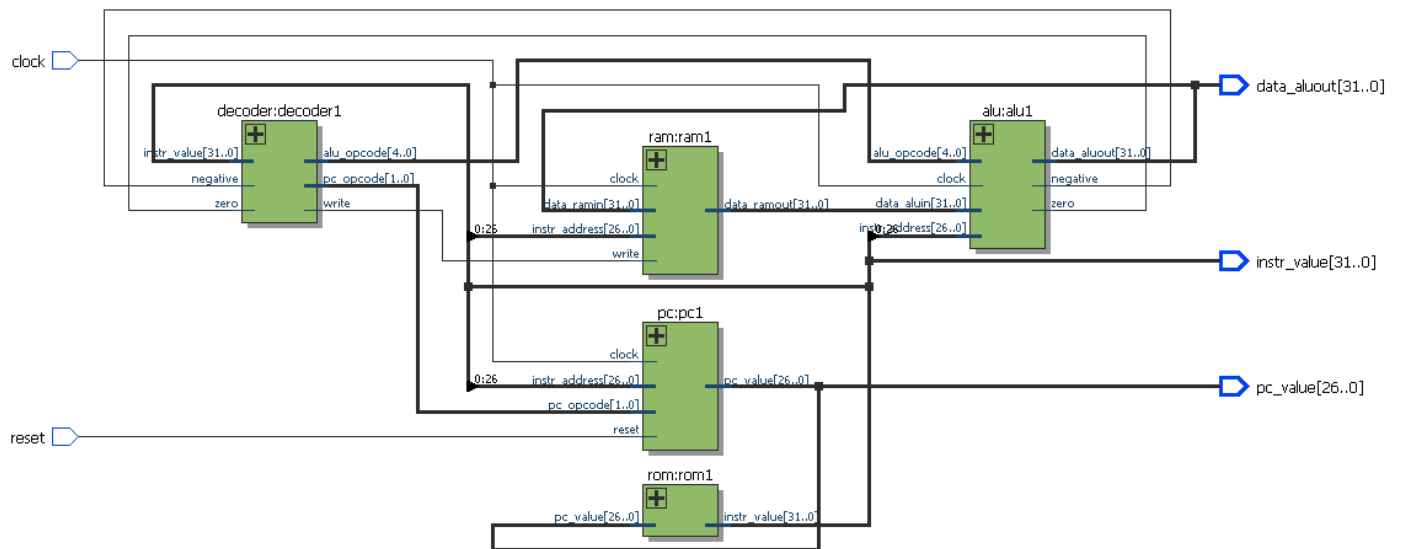 clock
decoder:decoder1
instr_value[31..0]
alu_opcode[4..0]
negative
pc_opcode[1..0]
zero
write
ram:ram1
clock
data_ramin[31..0]
data_ramout[31..0]
0:26
instr_address[26..0]
write
alu:alu1
alu_opcode[4..0]
data_aluout[31..0]
clock
negative
data_aluin[31..0]
zero
0:26
instr_address[26..0]
data_aluout[31..0]
instr_value[31..0]
pc:pc1
clock
0:26
instr_address[26..0]
pc_value[26..0]
pc_opcode[1..0]
reset
pc_value[26..0]
reset
rom:rom1
pc_value[26..0]
instr_value[31..0]